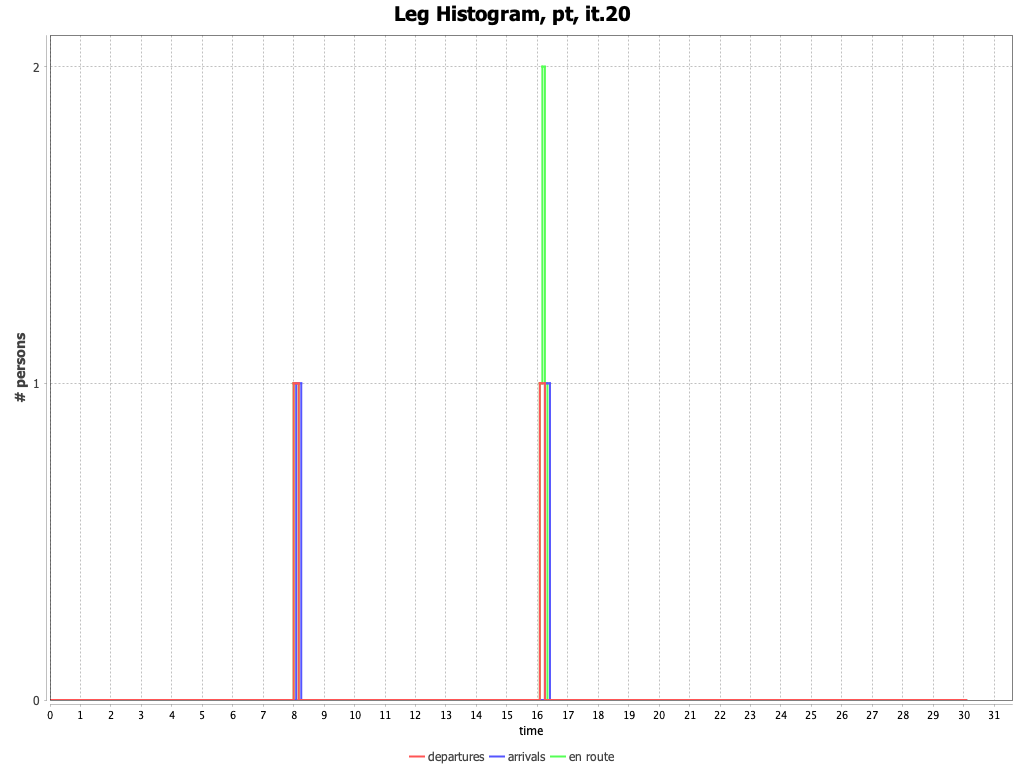 Leg Histogram, pt, it.20
# persons
2
1
0
0 1 2 3 4 5 6 7 8 9 10 11 12 13 14 15 16 17 18 19 20 21 22 23 24 25 26 27 28 29 30 31
time
departures arrivals en route